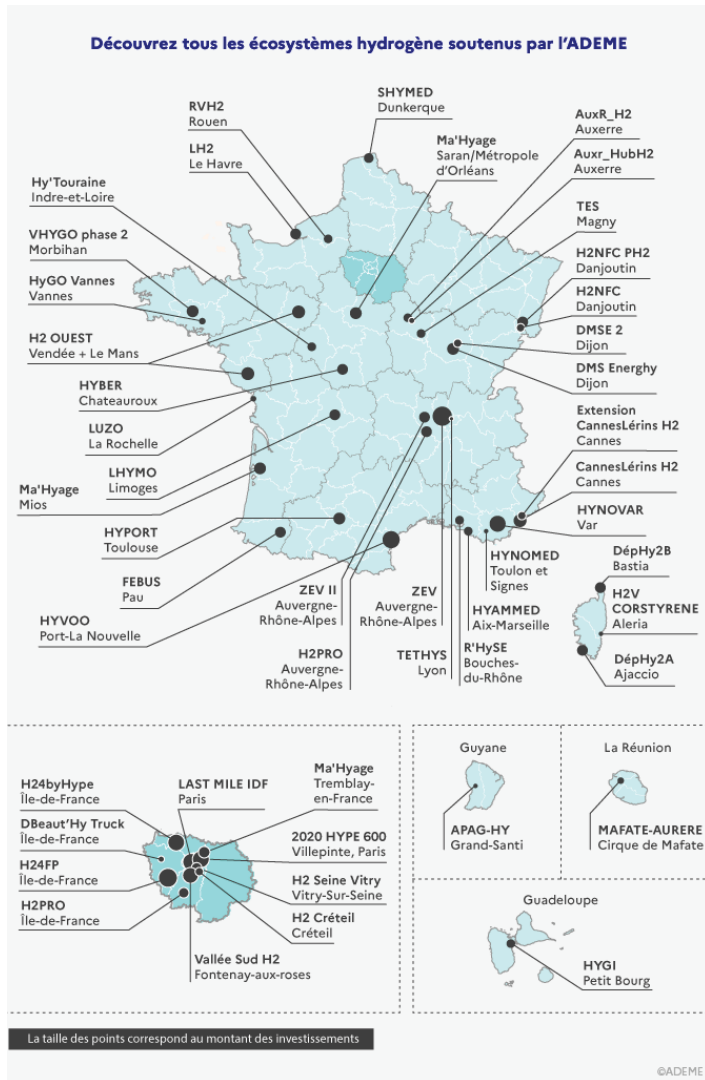 Découvrez tous les écosystèmes hydrogène soutenus par l'ADEME
SHYMED
Dunkerque
RVH2
Rouen
LH2
Le Havre
Ma'Hyage
Saran/Métropole
d'Orléans
AuxR_H2
Auxerre
Auxr_HubH2
Auxerre
Hy'Touraine
Indre-et-Loire
TES
Magny
VHYGO phase 2
Morbihan
H2NFC PH2
Danjoutin
HyGO Vannes
Vannes
H2NFC
Danjoutin
H2 OUEST
Vendée + Le Mans
DMSE 2
Dijon
HYBER
Chateauroux
DMS Energhy
Dijon
LUZO
La Rochelle
Extension
CannesLérins H2
Cannes
LHYMO
Limoges
CannesLérins H2
Cannes
Ma'Hyage
Mios
HYNOVAR
Var
HYPORT
Toulouse
HYNOMED
Toulon et
Signes
DépHy2B
Bastia
FEBUS
Pau
ZEV II
Auvergne-
Rhône-Alpes
ZEV
Auvergne-
Rhône-Alpes
HYAMMED
Aix-Marseille
H2V
CORSTYRENE
Aleria
HYVOO
Port-La Nouvelle
H2PRO
Auvergne-
Rhône-Alpes
TETHYS
Lyon
R'HySE
Bouches-
du-Rhône
DépHy2A
Ajaccio
H24byHype
Île-de-France
LAST MILE IDF
Paris
Ma'Hyage
Tremblay-
en-France
DBeaut'Hy Truck
Île-de-France
2020 HYPE 600
Villepinte, Paris
H24FP
Île-de-France
H2 Seine Vitry
Vitry-Sur-Seine
H2PRO
Île-de-France
H2 Créteil
Créteil
Vallée Sud H2
Fontenay-aux-roses
Guyane
APAG-HY
Grand-Santi
La Réunion
MAFATE-AURERE
Cirque de Mafate
Guadeloupe
HYGI
Petit Bourg
La taille des points correspond au montant des investissements
©ADEME